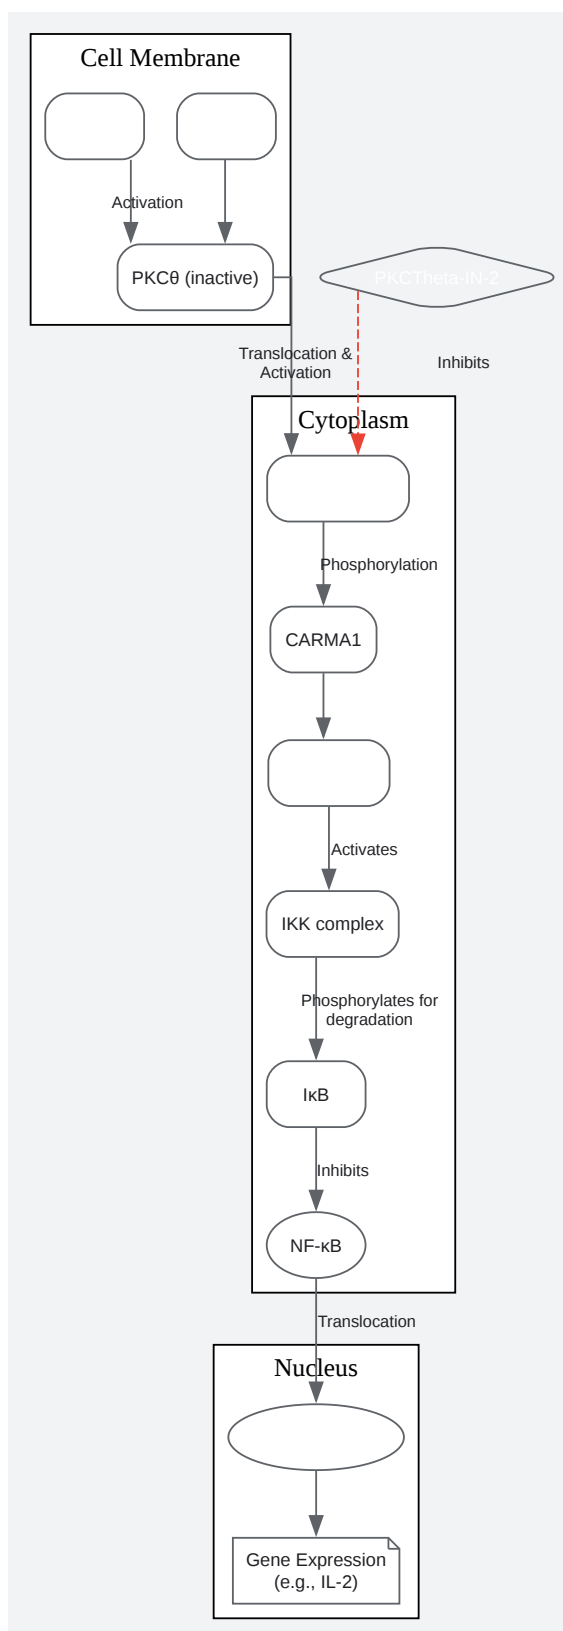 Cell Membrane
Activation
PKCθ (inactive)
PKCTheta-IN-2
Translocation &
Activation
Inhibits
Cytoplasm
Phosphorylation
CARMA1
Activates
IKK complex
Phosphorylates for
degradation
IκB
Inhibits
NF-κB
Translocation
Nucleus
Gene Expression
(e.g., IL-2)